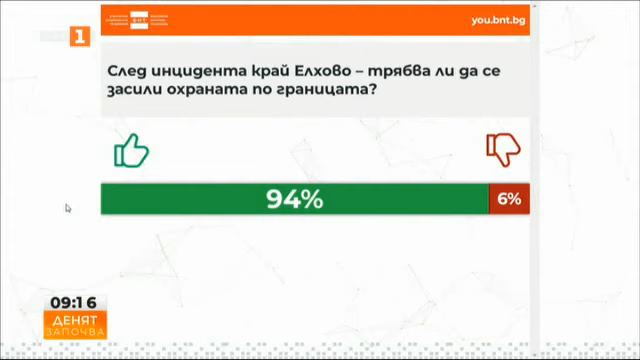 БНТ
you.bnt.bg
1
След инцидента край Елхово – трябва ли да се
засили охраната по границата?
94%
6%
09:16
ДЕНЯТ
ЗАПОЧВА